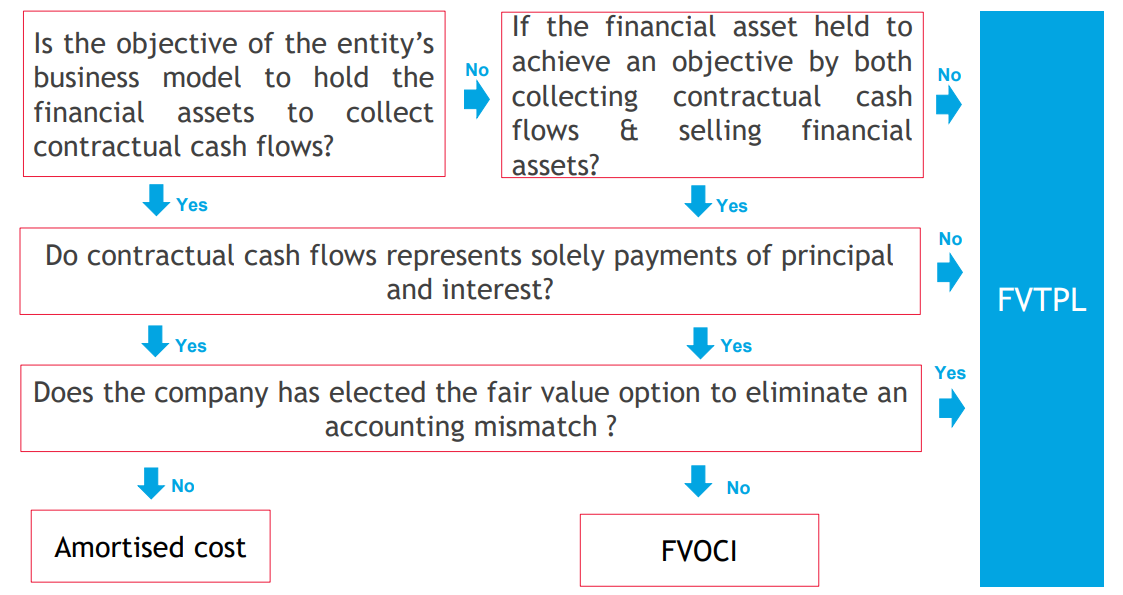 Is the objective of the entity's
business model to hold the
financial assets to collect
contractual cash flows?
No
If the financial asset held to
achieve an objective by both
collecting contractual cash
flows & selling financial
assets?
No
Yes
Yes
Do contractual cash flows represents solely payments of principal
and interest?
No
FVTPL
Yes
Yes
Does the company has elected the fair value option to eliminate an
accounting mismatch ?
Yes
No
No
Amortised cost
FVOCI